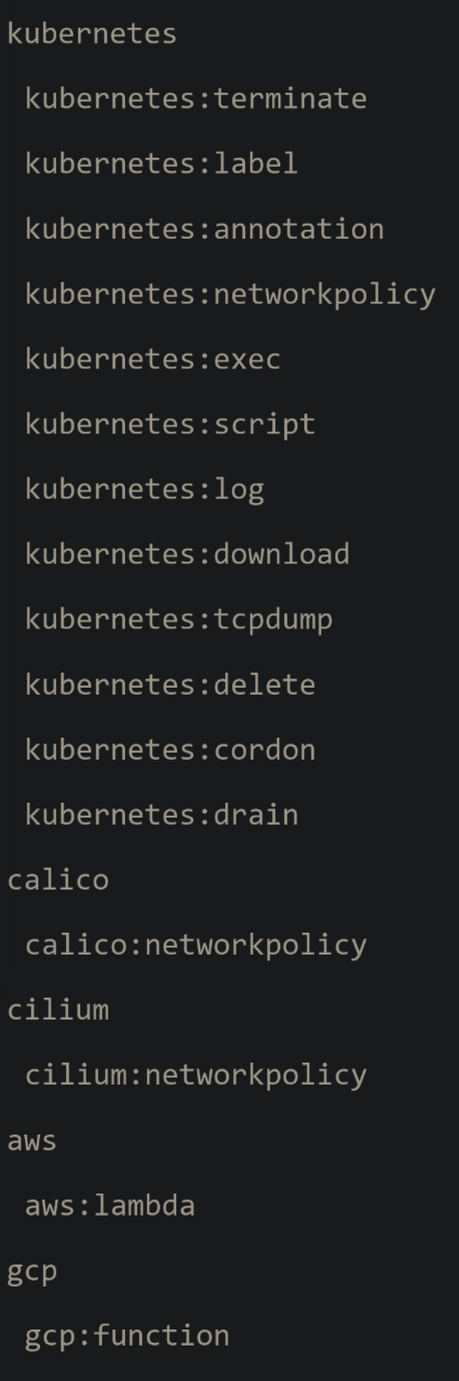 kubernetes
kubernetes:terminate
kubernetes:label
kubernetes:annotation
kubernetes:networkpolicy
kubernetes:exec
kubernetes:script
kubernetes:log
kubernetes:download
kubernetes:tcpdump
kubernetes:delete
kubernetes:cordon
kubernetes:drain
calico
calico:networkpolicy
cilium
cilium:networkpolicy
aws
aws:lambda
gcp
gcp:function